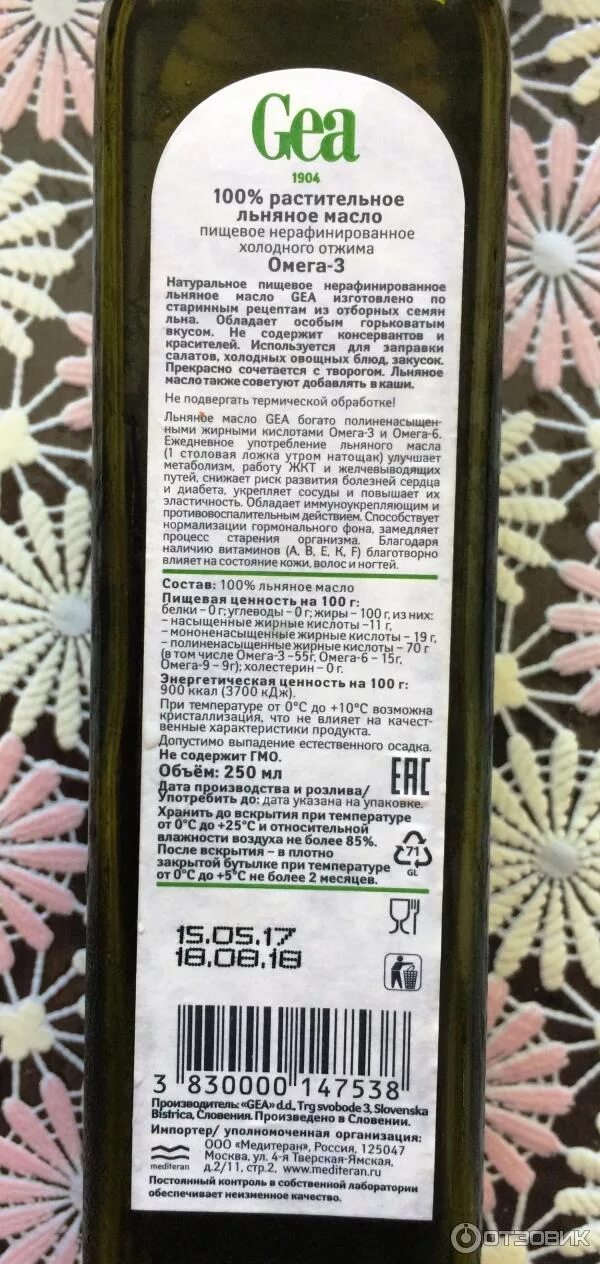 Gea
1904
100% растительное
льняное масло
пищевое нерафинированное
холодного отжима
Омега-3
Натуральное пищевое нерафинированное
льняное масло GEA изготовлено по
старинным рецептам из отборных семян
льна. Обладает особым горьковатым
вкусом. Не содержит консервантов и
красителей. Используется для заправки
салатов, холодных овощных блюд, закусок.
Прекрасно сочетается с творогом. Льняное
масло также советуют добавлять в каши.
Не подвергать термической обработке!
Льняное масло GEA богато полиненасыщен-
ными жирными кислотами Омега-3 и Омега-6.
Ежедневное употребление льняного масла
(1 столовая ложка утром натощак) улучшает
метаболизм, работу ЖКТ и желчевыводящих
путей, снижает риск развития болезней сердца
и диабета, укрепляет сосуды и повышает их
эластичность. Обладает иммуноукрепляющим и
противовоспалительным действием. Способствует
нормализации гормонального фона, замедляет
процесс старения организма. Благодаря
наличию витаминов (A, B, E, K, F) благотворно
влияет на состояние кожи, волос и ногтей.
Состав: 100% льняное масло
Пищевая ценность на 100 г:
белки – 0 г; углеводы – 0 г; жиры – 100 г, из них:
– насыщенные жирные кислоты –11 г,
– мононенасыщенные жирные кислоты – 19 г,
– полиненасыщенные жирные кислоты – 70 г
(в том числе Омега-3 –55г, Омега-6 – 15г,
Омега-9 – 9г); холестерин – 0 г.
Энергетическая ценность на 100 г:
900 ккал (3700 кДж).
При температуре от 0°С до +10°С возможна
кристаллизация, что не влияет на качест-
венные характеристики продукта.
Допустимо выпадение естественного осадка.
Не содержит ГМО.
Объём: 250 мл
EAC
Дата производства и розлива/
Употребить до: дата указана на упаковке.
Хранить до вскрытия при температуре
от 0°С до +25°С и относительной
влажности воздуха не более 85%.
После вскрытия – в плотно
закрытой бутылке при температуре
от 0°С до +5°С не более 2 месяцев.
71
GL
15.05.17
18.08.18
3 830000 147538
Производитель: «GEA» d.d., Trg svobode 3, Slovenska
Bistrica, Словения. Произведено в Словении.
Импортер/ уполномоченная организация:
ООО «Медитеран», Россия, 125047
Москва, ул. 4-я Тверская-Ямская,
д.2/11, стр.2, www.mediteran.ru
mediteran
Постоянный контроль в собственной лаборатории
обеспечивает неизменное качество.
ОТЗОВИК